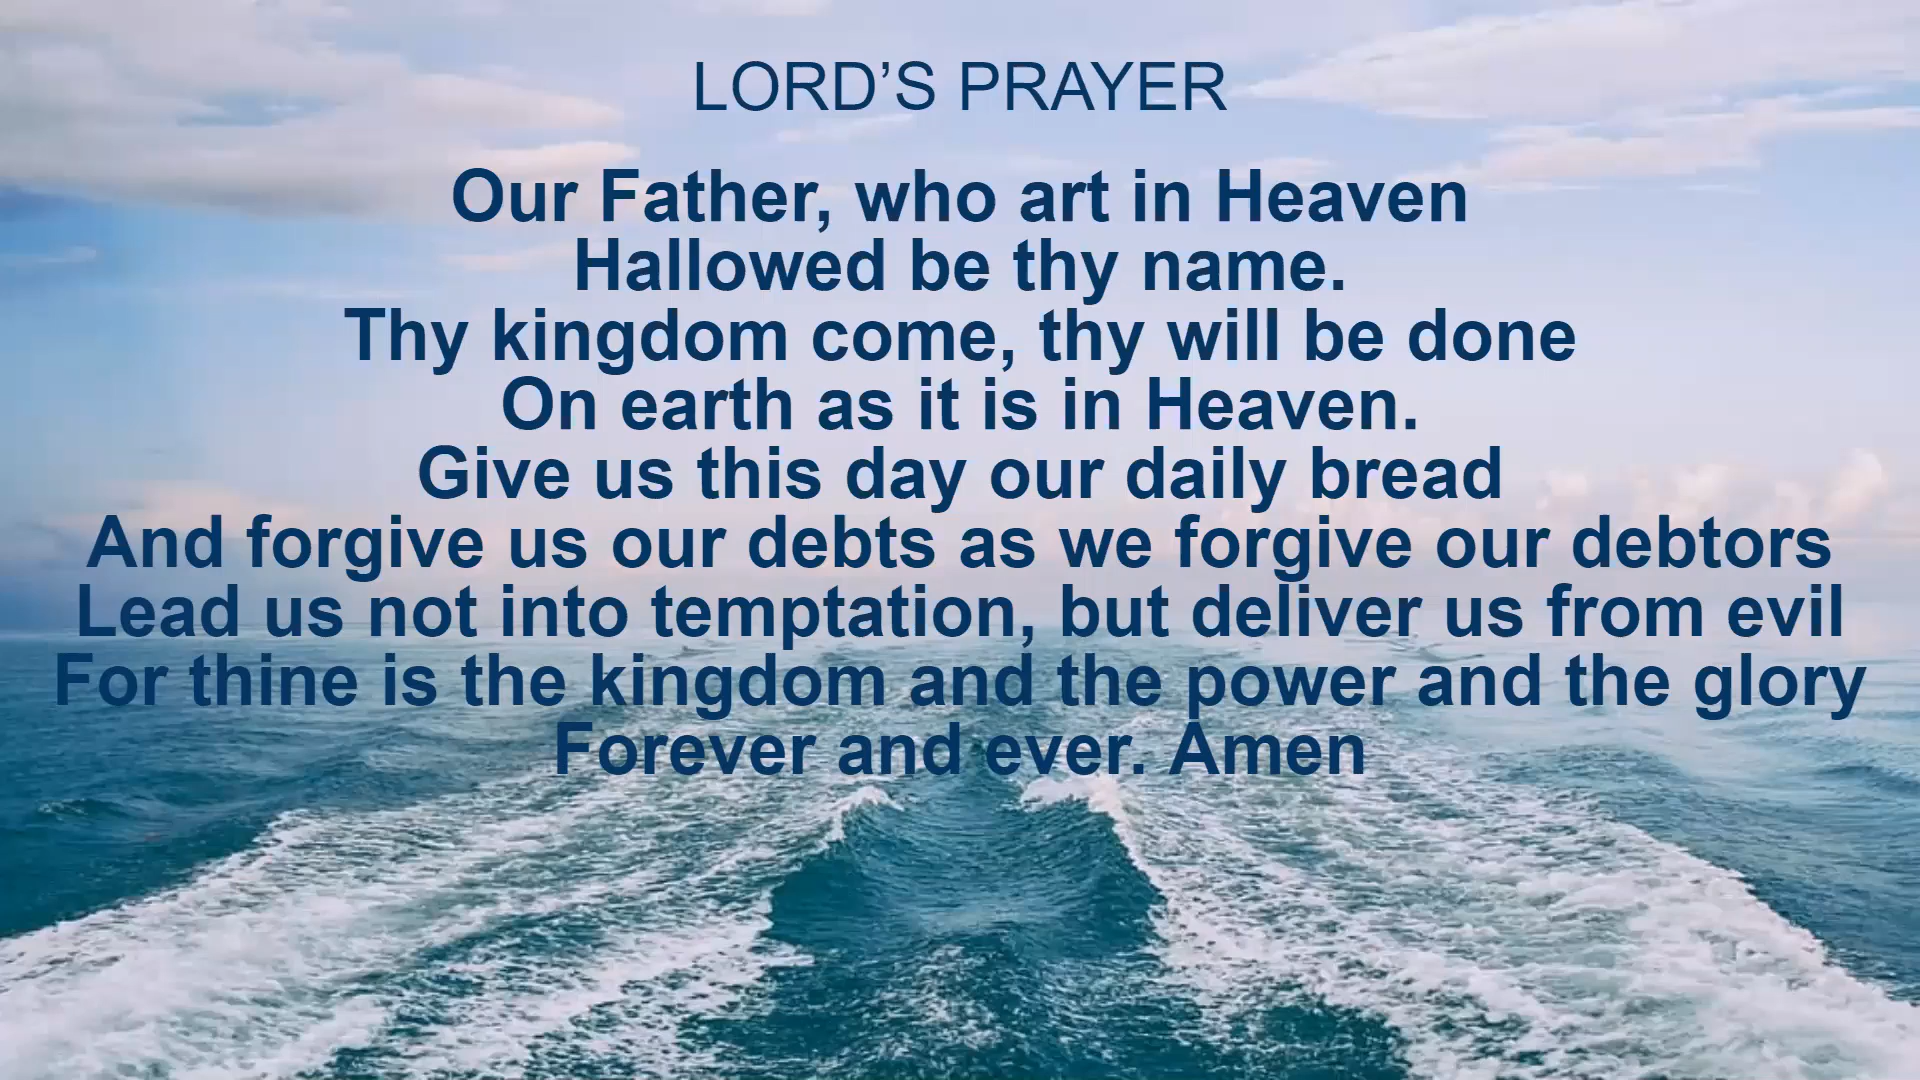 LORD’S PRAYER
Our Father, who art in Heaven
Hallowed be thy name.
Thy kingdom come, thy will be done
On earth as it is in Heaven.
Give us this day our daily bread
And forgive us our debts as we forgive our debtors
Lead us not into temptation, but deliver us from evil
For thine is the kingdom and the power and the glory
Forever and ever. Amen